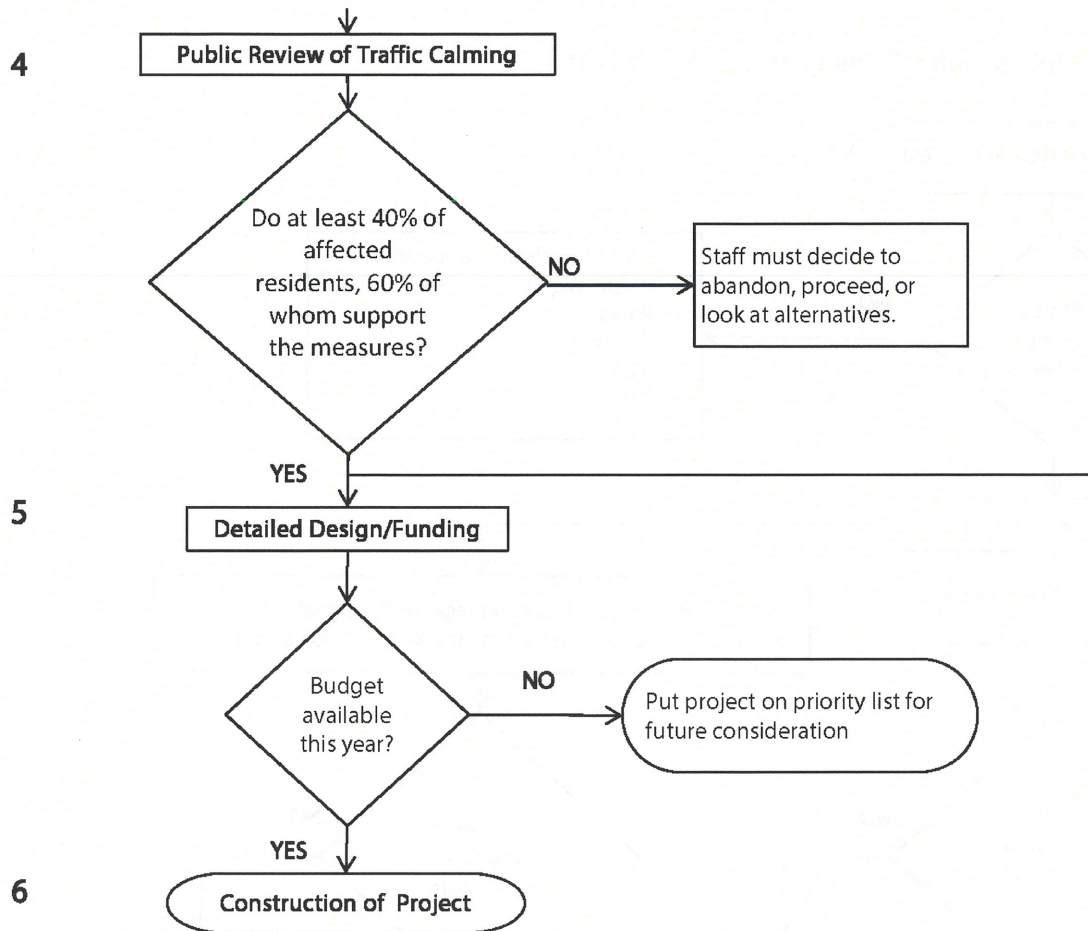 4
Public Review of Traffic Calming
Do at least 40% of
affected
residents, 60% of
whom support
the measures?
NO
Staff must decide to
abandon, proceed, or
look at alternatives.
YES
5
Detailed Design/Funding
Budget
available
this year?
NO
Put project on priority list for
future consideration
YES
6
Construction of Project